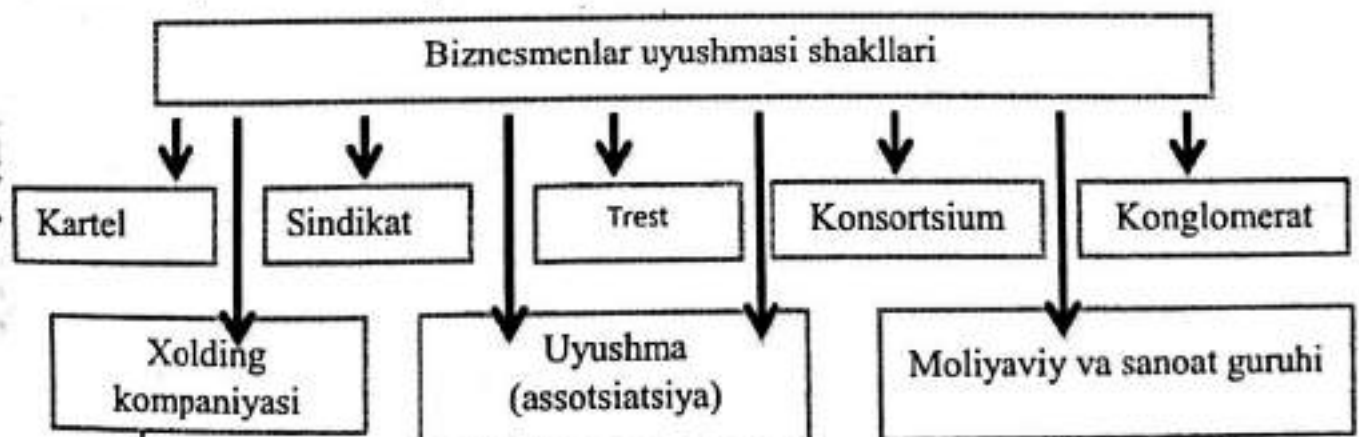 Biznesmenlar uyushmasi shakllari
Kartel
Sindikat
Trest
Konsortsium
Konglomerat
Xolding
kompaniyasi
Uyushma
(assotsiatsiya)
Moliyaviy va sanoat guruhi